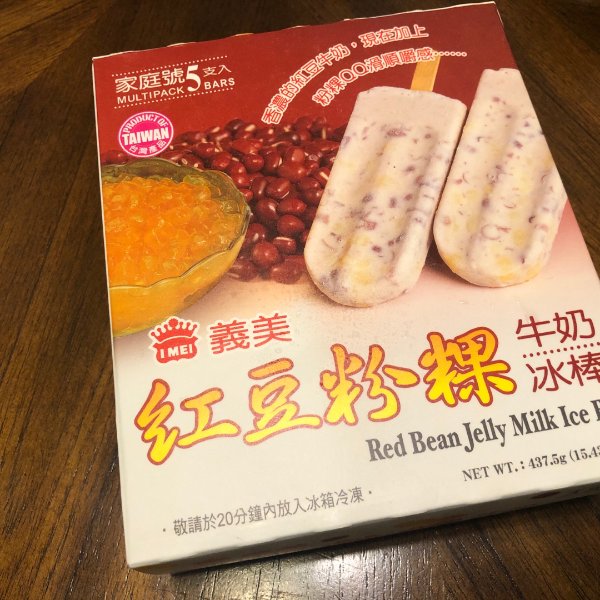 家庭號5支入
MULTIPACK BARS
香濃的紅豆牛奶，現在加上
粉粿QQ滑順嚼感……
PRODUCT OF
TAIWAN
台灣產品
I MEI
義美
紅豆粉粿
牛奶
冰棒
Red Bean Jelly Milk Ice
NET WT.: 437.5g (15.43
·敬請於20分鐘內放入冰箱冷凍·